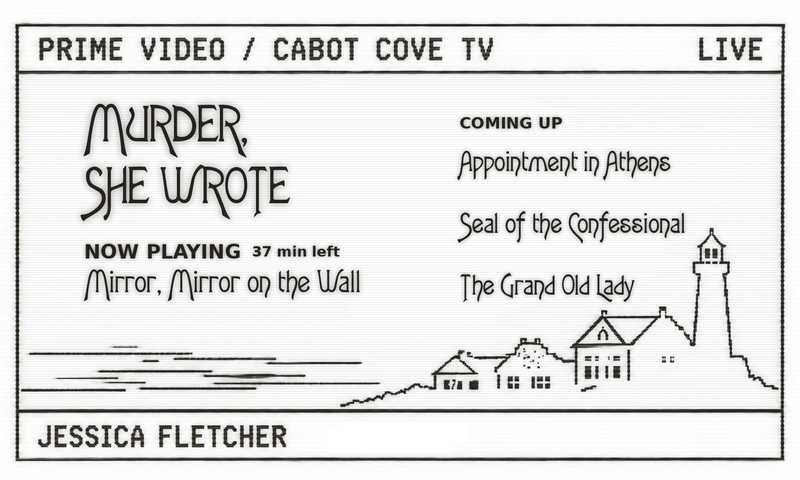 PRIME VIDEO / CABOT COVE TV
LIVE
MURDER,
SHE WROTE
NOW PLAYING 37 min left
Mirror, Mirror on the Wall
COMING UP
Appointment in Athens
Seal of the Confessional
The Grand Old Lady
JESSICA FLETCHER